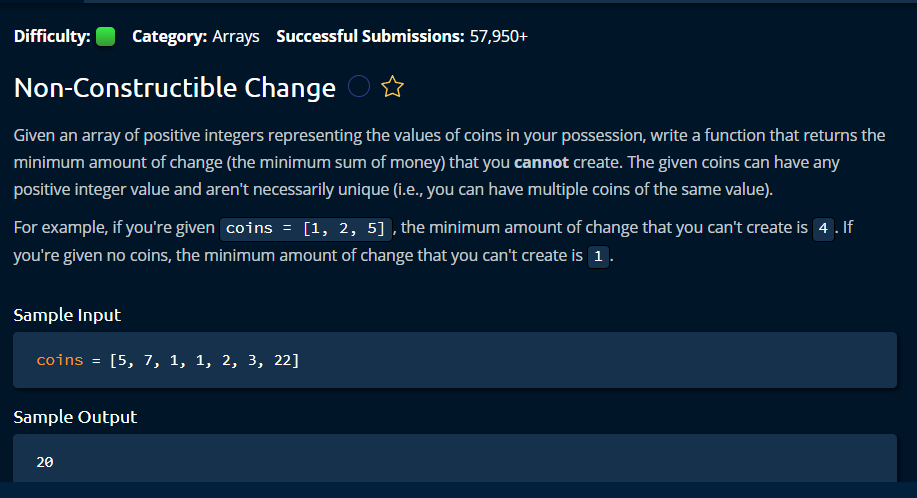 Difficulty: Category: Arrays Successful Submissions: 57,950+
Non-Constructible Change
Given an array of positive integers representing the values of coins in your possession, write a function that returns the
minimum amount of change (the minimum sum of money) that you cannot create. The given coins can have any
positive integer value and aren't necessarily unique (i.e., you can have multiple coins of the same value).
For example, if you're given coins = [1, 2, 5], the minimum amount of change that you can't create is 4. If
you're given no coins, the minimum amount of change that you can't create is 1.
Sample Input
coins = [5, 7, 1, 1, 2, 3, 22]
Sample Output
20